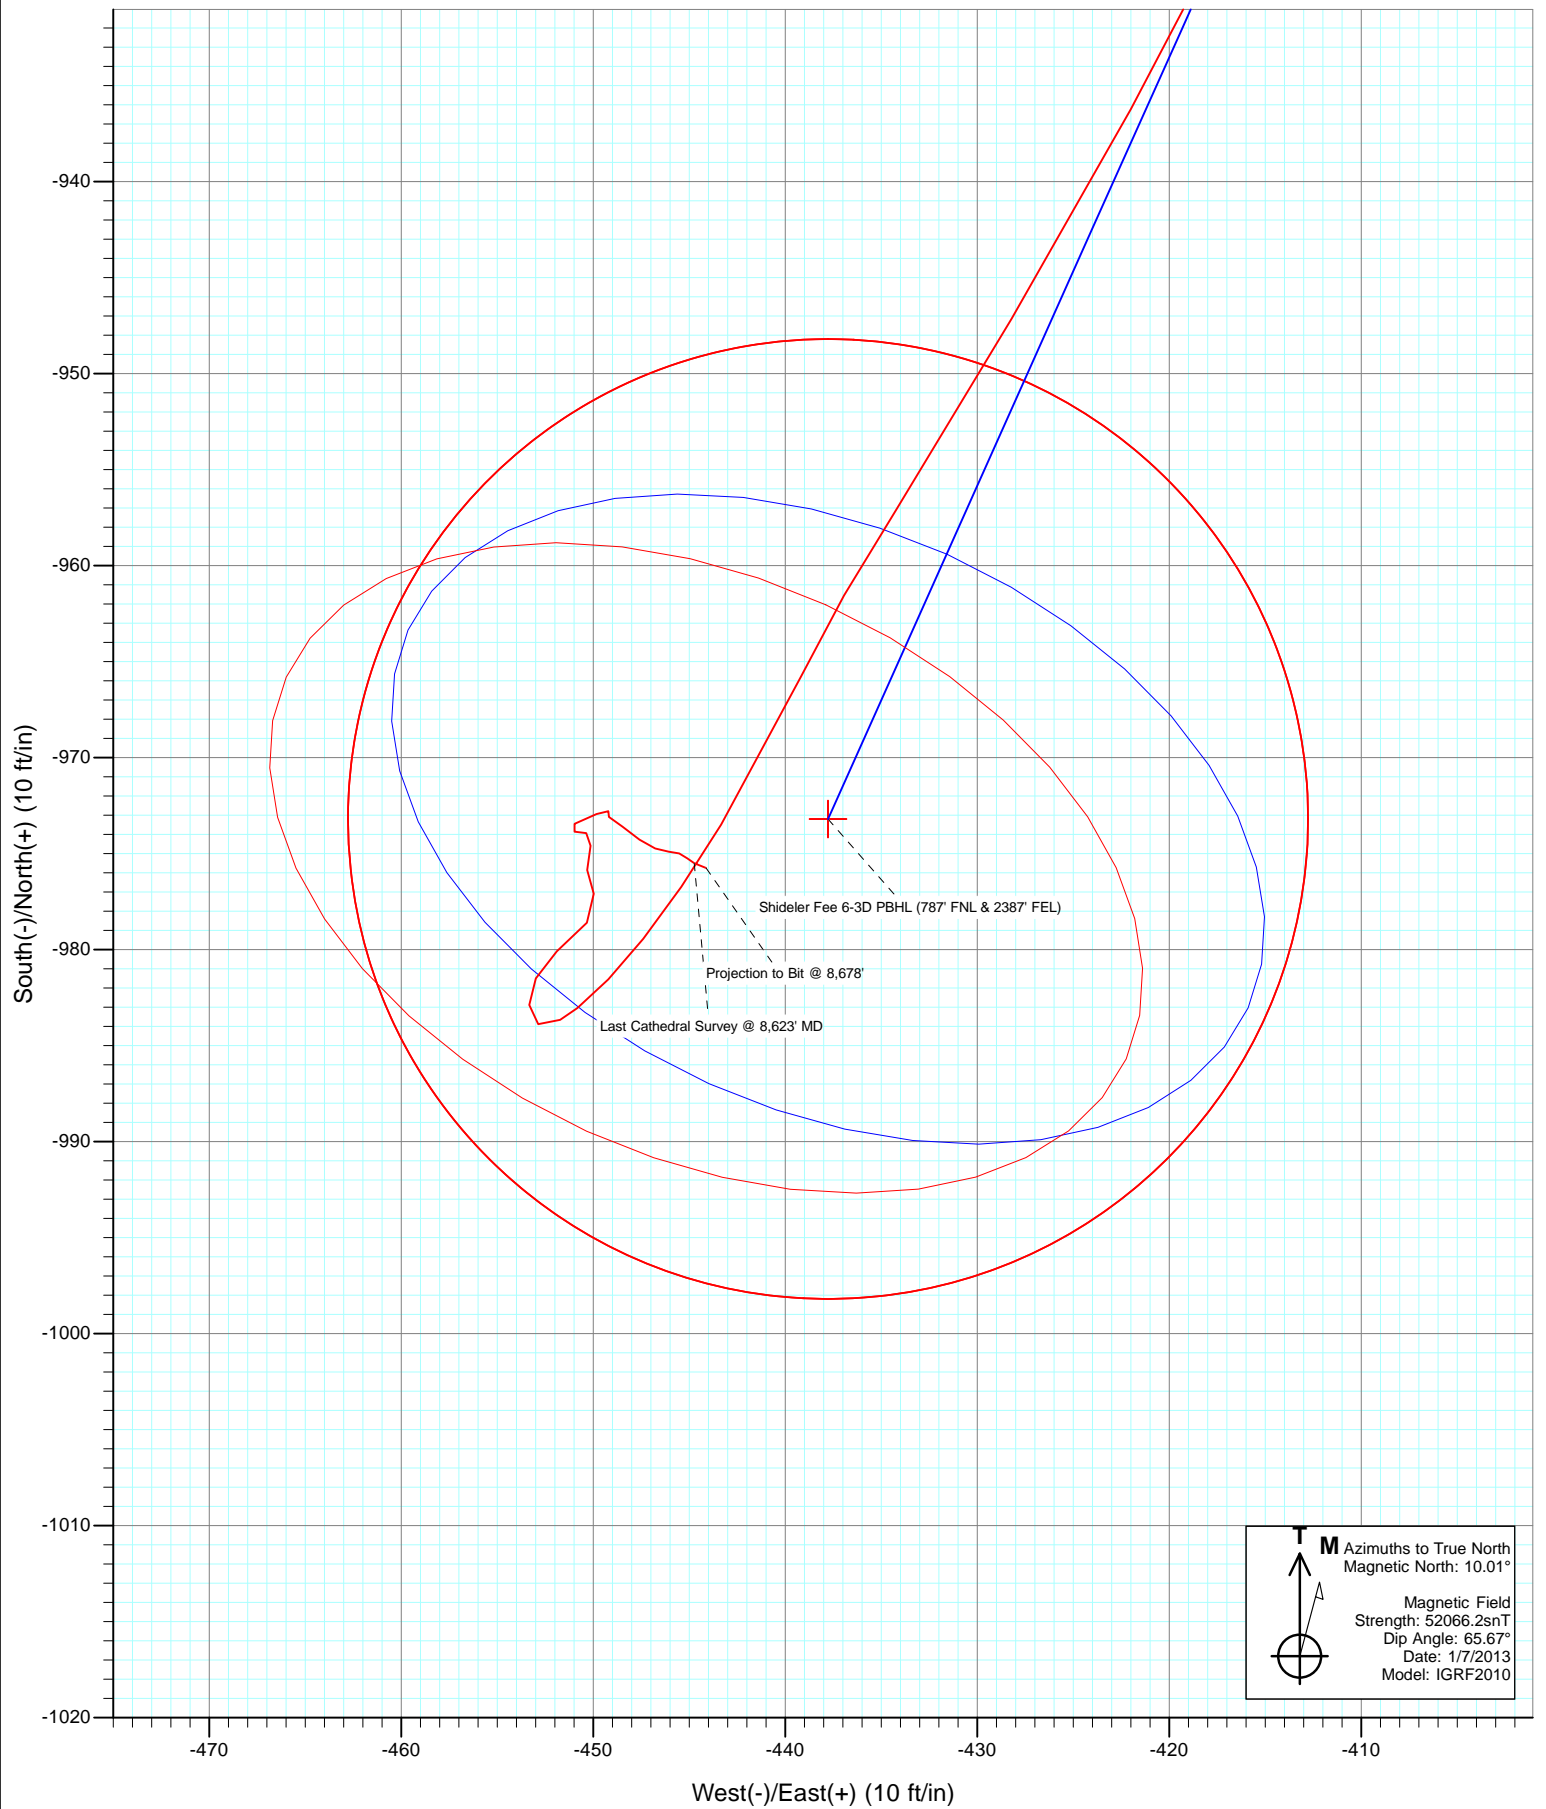 -940
-950
-960
-970
-980
-990
-1000
-1010
-1020
South(-)/North(+) (10 ft/in)
Shideler Fee 6-3D PBHL (787' FNL & 2387' FEL)
Projection to Bit @ 8,678'
Last Cathedral Survey @ 8,623' MD
T
M
Azimuths to True North
Magnetic North: 10.01°
Magnetic Field
Strength: 52066.2snT
Dip Angle: 65.67°
Date: 1/7/2013
Model: IGRF2010
-470 -460 -450 -440 -430 -420 -410
West(-)/East(+) (10 ft/in)